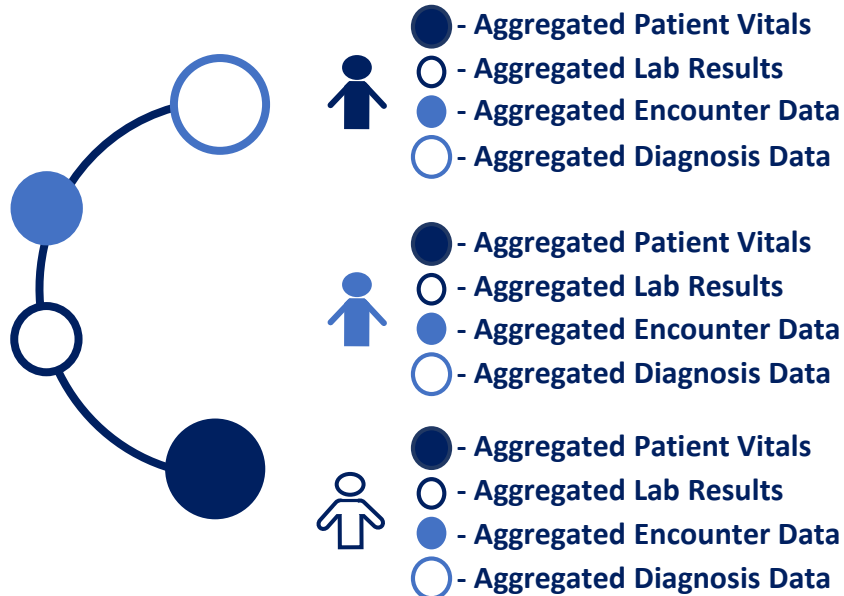 - Aggregated Patient Vitals
- Aggregated Lab Results
- Aggregated Encounter Data
- Aggregated Diagnosis Data
- Aggregated Patient Vitals
- Aggregated Lab Results
- Aggregated Encounter Data
- Aggregated Diagnosis Data
- Aggregated Patient Vitals
- Aggregated Lab Results
- Aggregated Encounter Data
- Aggregated Diagnosis Data